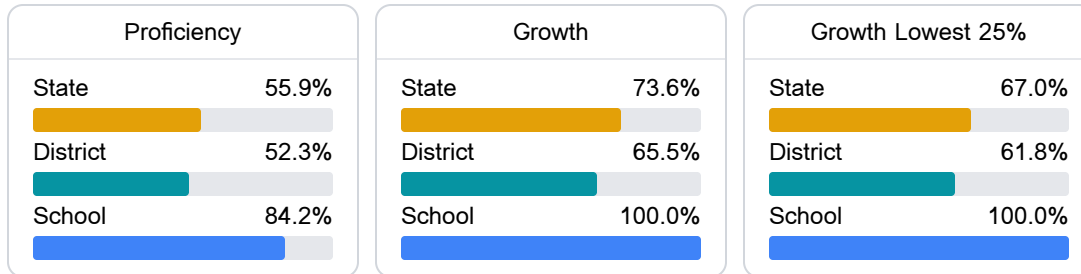 Proficiency
State 55.9%
District 52.3%
School 84.2%
Growth
State 73.6%
District 65.5%
School 100.0%
Growth Lowest 25%
State 67.0%
District 61.8%
School 100.0%